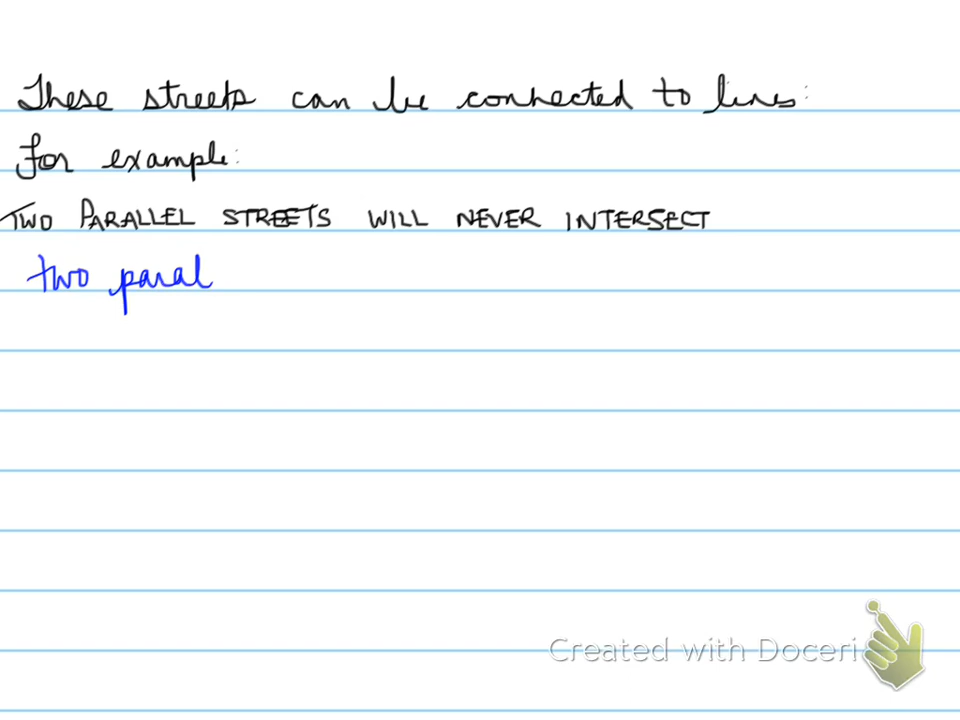 These streets can be connected to lines:
For example:
TWO PARALLEL STREETS WILL NEVER INTERSECT
two paral
Created with Doceri